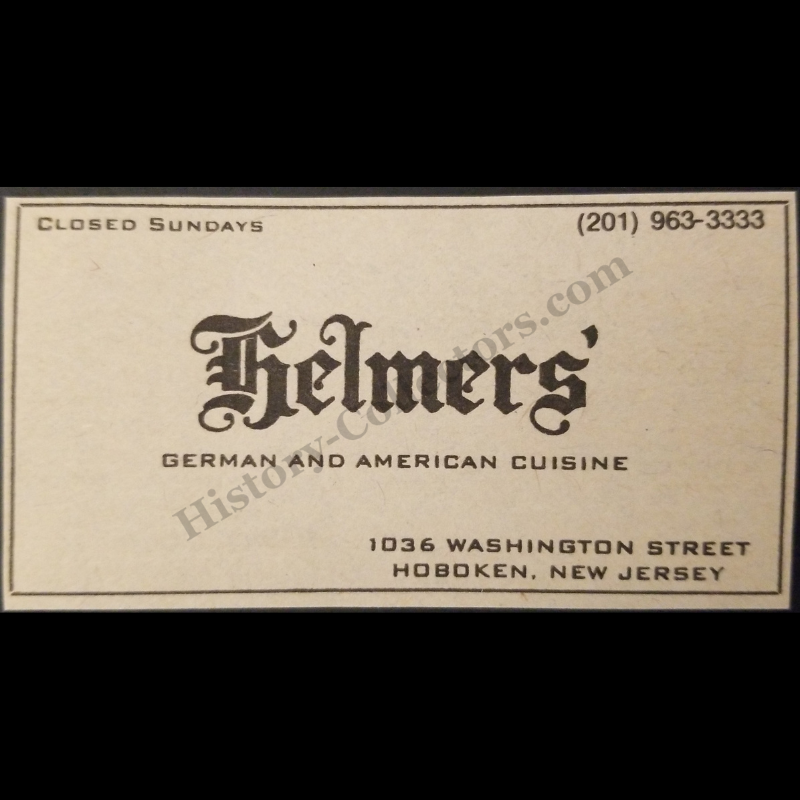 CLOSED SUNDAYS
(201) 963-3333
Helmers'
GERMAN AND AMERICAN CUISINE
1036 WASHINGTON STREET
HOBOKEN, NEW JERSEY
History-Collectors.com